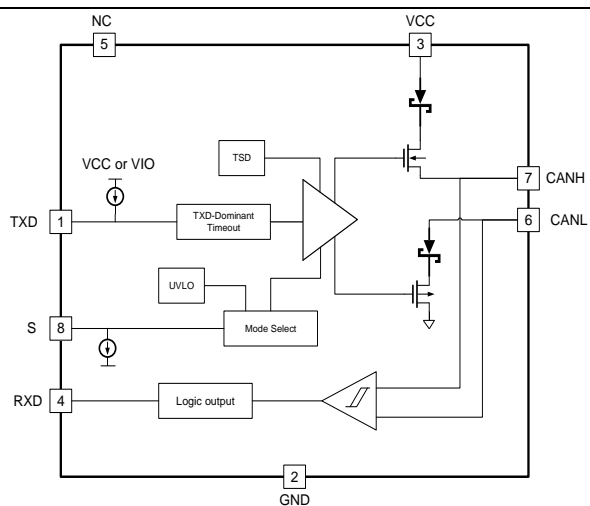 NC
VCC
5
3
TSD
VCC or VIO
7
CANH
TXD
1
TXD-Dominant
Timeout
6
CANL
UVLO
S
8
Mode Select
RXD
4
Logic output
2
GND